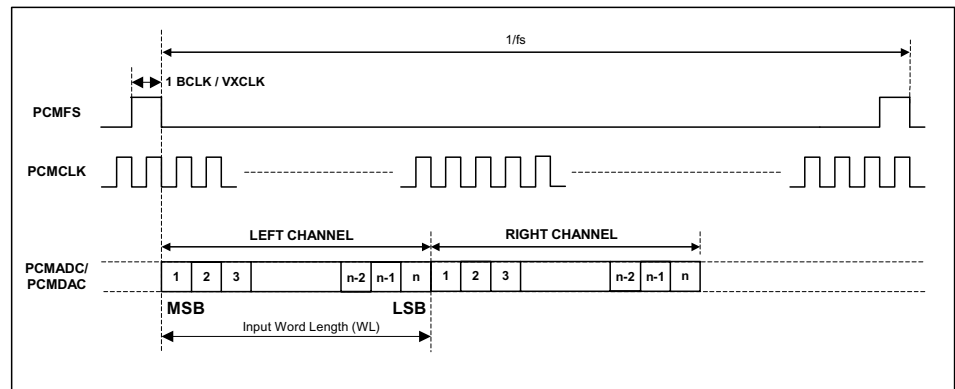 1/fs
1 BCLK / VXCLK
PCMFS
PCMCLK
LEFT CHANNEL
RIGHT CHANNEL
PCMADC/
PCMDAC
1 2 3 n-2 n-1 n 1 2 3 n-2 n-1 n
MSB LSB
Input Word Length (WL)